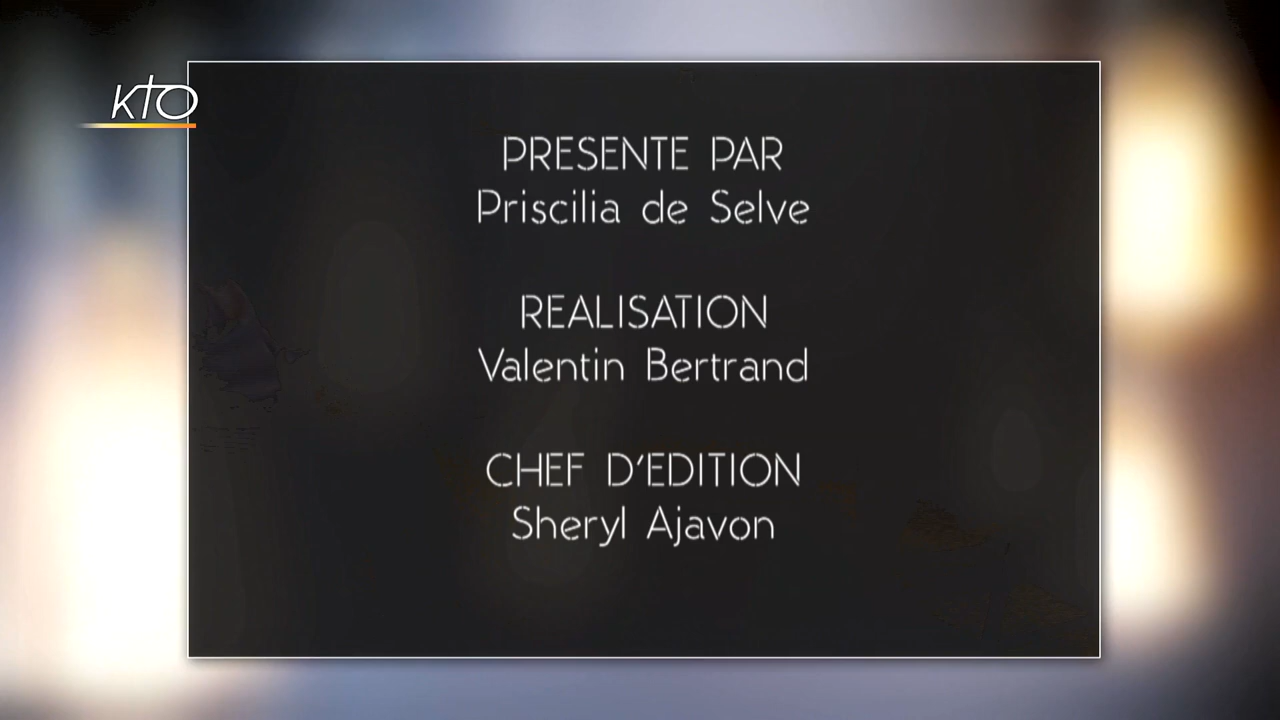 KTO
PRESENTE PAR
Priscilia de Selve
REALISATION
Valentin Bertrand
CHEF D'EDITION
Sheryl Ajavon